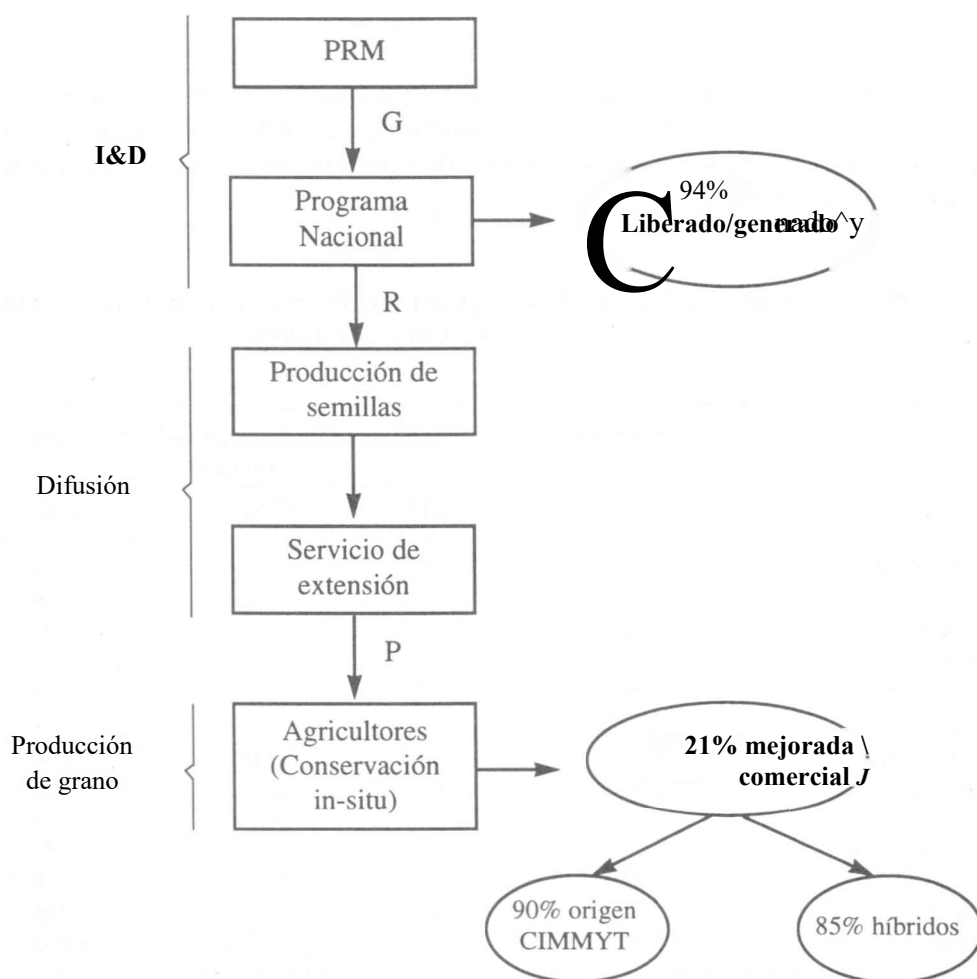 PRM
G
I&D
Programa
Nacional
94%
C
Liberado/generado
nado^y
R
Producción de
semillas
Difusión
Servicio de
extensión
P
Producción
de grano
Agricultores
(Conservación
in-situ)
21% mejorada \
comercial J
90% origen
CIMMYT
85% híbridos